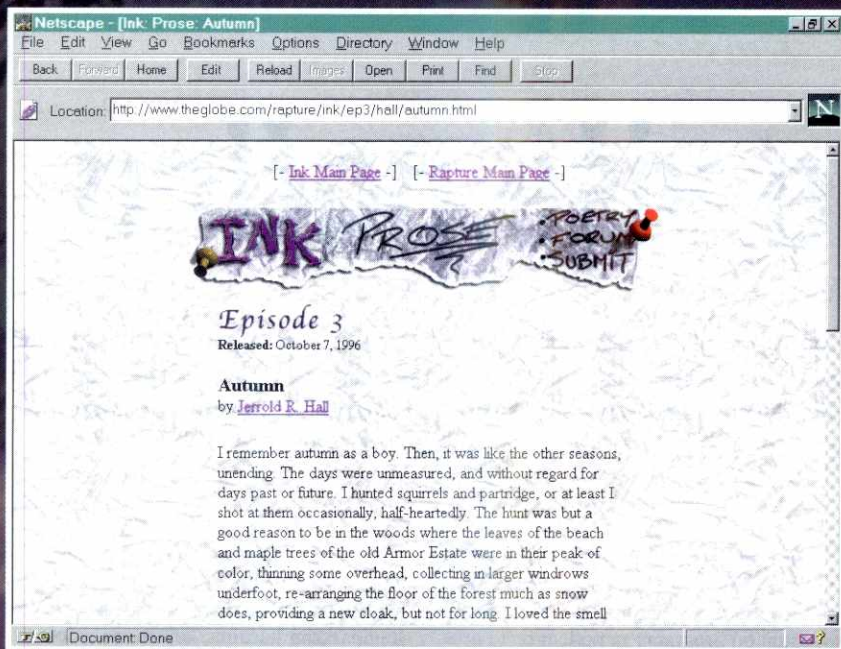 Netscape - [Ink: Prose: Autumn]
File Edit View Go Bookmarks Options Directory Window Help
Back Forward Home Edit Reload Images Open Print Find Stop
Location: http://www.theglobe.com/rapture/ink/ep3/hall/autumn.html
N
[- Ink Main Page -] [- Rapture Main Page -]
INK PROSE
• POETRY
• FORUM
• SUBMIT
Episode 3
Released: October 7, 1996
Autumn
by Jerrold R. Hall
I remember autumn as a boy. Then, it was like the other seasons,
unending. The days were unmeasured, and without regard for
days past or future. I hunted squirrels and partridge, or at least I
shot at them occasionally, half-heartedly. The hunt was but a
good reason to be in the woods where the leaves of the beach
and maple trees of the old Armor Estate were in their peak of
color, thinning some overhead, collecting in larger windrows
underfoot, re-arranging the floor of the forest much as snow
does, providing a new cloak, but not for long. I loved the smell
Document: Done
?